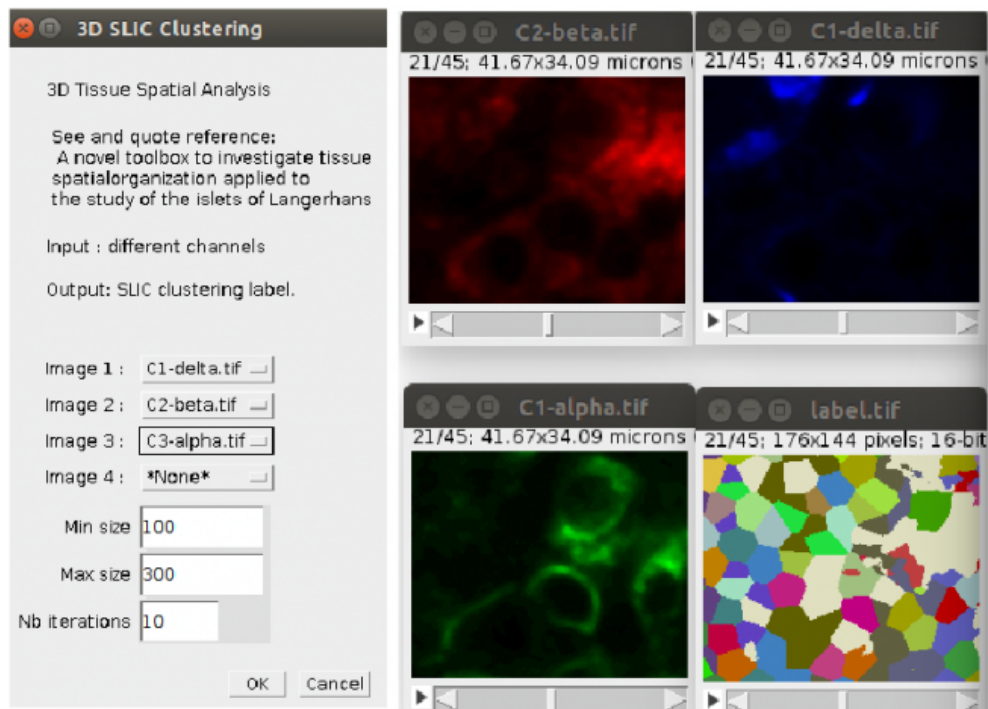 3D SLIC Clustering
3D Tissue Spatial Analysis
See and quote reference:
A novel toolbox to investigate tissue
spatialorganization applied to
the study of the islets of Langerhans
Input : different channels
Output: SLIC clustering label.
Image 1 : C1-delta.tif
Image 2 : C2-beta.tif
Image 3 : C3-alpha.tif
Image 4 : *None*
Min size 100
Max size 300
Nb iterations 10
OK Cancel
C2-beta.tif
21/45; 41.67x34.09 microns
C1-delta.tif
21/45; 41.67x34.09 microns
C1-alpha.tif
21/45; 41.67x34.09 microns
label.tif
21/45; 176x144 pixels; 16-bit